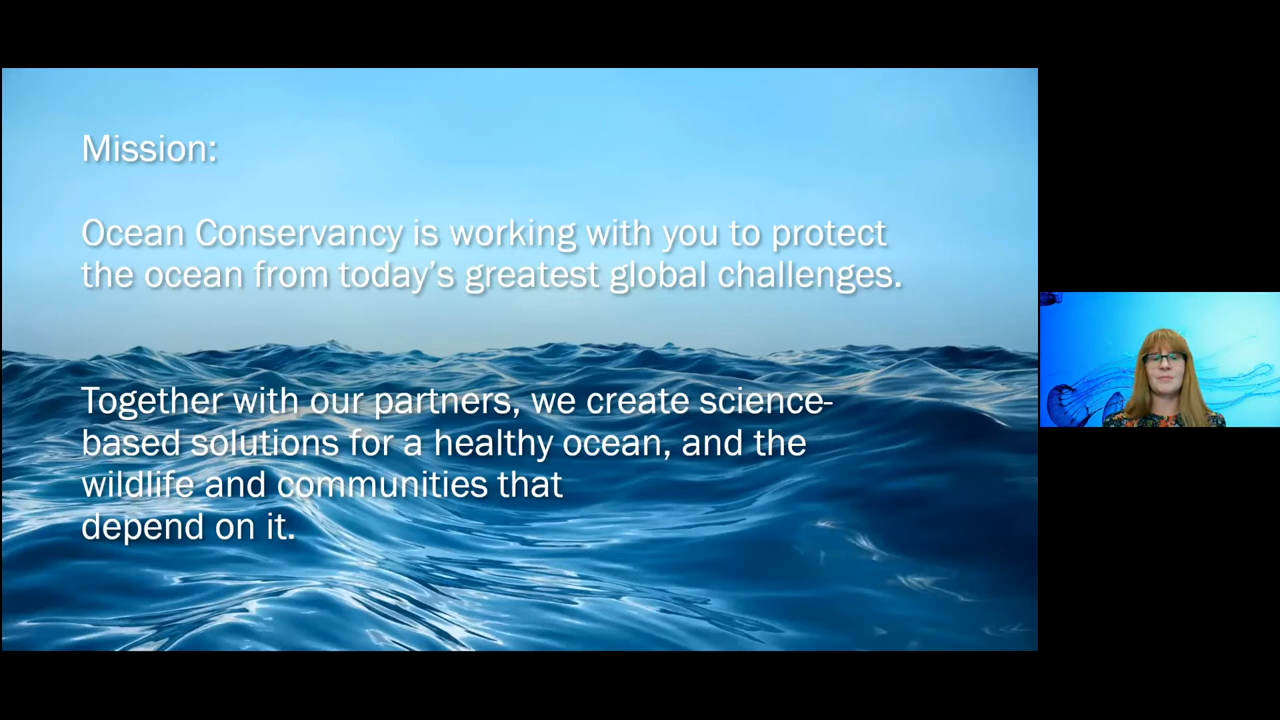 Mission:
Ocean Conservancy is working with you to protect
the ocean from today’s greatest global challenges.
Together with our partners, we create science-
based solutions for a healthy ocean, and the
wildlife and communities that
depend on it.